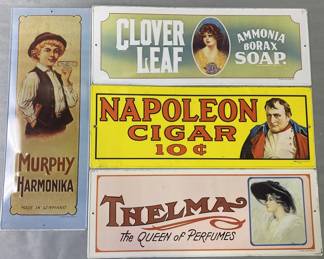 MURPHY
HARMONIKA
MADE IN GERMANY
CLOVER
LEAF
AMMONIA
BORAX
SOAP.
NAPOLEON
CIGAR
10¢
THELMA
the QUEEN of PERFUMES